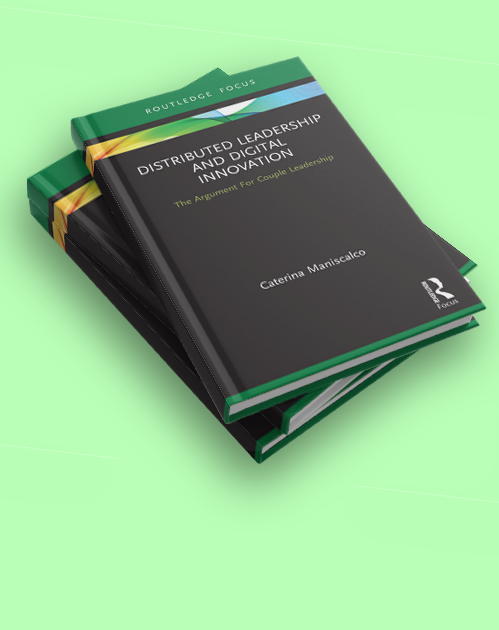 ROUTLEDGE FOCUS
DISTRIBUTED LEADERSHIP
AND DIGITAL
INNOVATION
The Argument For Couple Leadership
Caterina Maniscalco
ROUTLEDGE
Focus